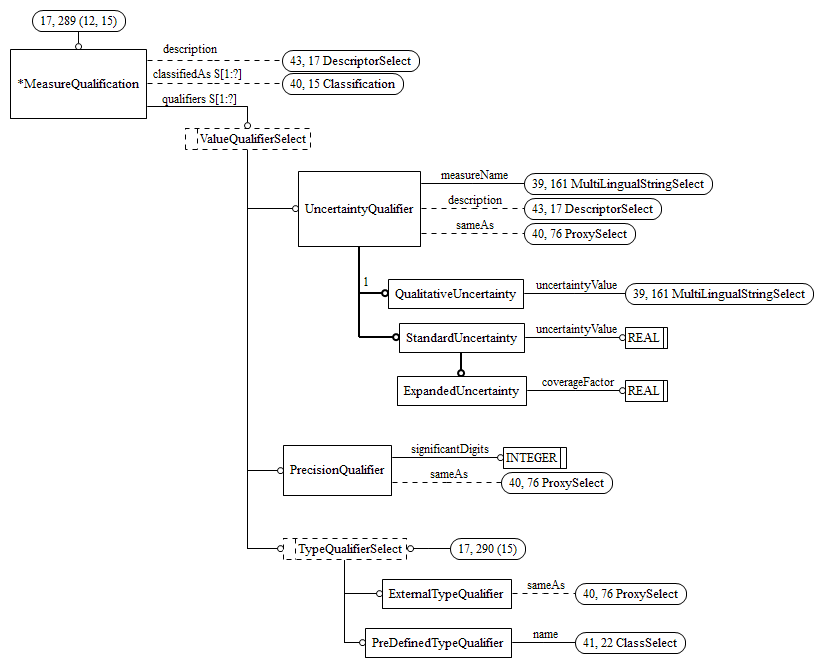 17, 289 (12, 15)
*MeasureQualification
description
43, 17 DescriptorSelect
classifiedAs S[1:?]
40, 15 Classification
qualifiers S[1:?]
ValueQualifierSelect
UncertaintyQualifier
measureName
39, 161 MultiLingualStringSelect
description
43, 17 DescriptorSelect
sameAs
40, 76 ProxySelect
1
QualitativeUncertainty
uncertaintyValue
39, 161 MultiLingualStringSelect
StandardUncertainty
uncertaintyValue
REAL
ExpandedUncertainty
coverageFactor
REAL
PrecisionQualifier
significantDigits
INTEGER
sameAs
40, 76 ProxySelect
TypeQualifierSelect
17, 290 (15)
ExternalTypeQualifier
sameAs
40, 76 ProxySelect
PreDefinedTypeQualifier
name
41, 22 ClassSelect